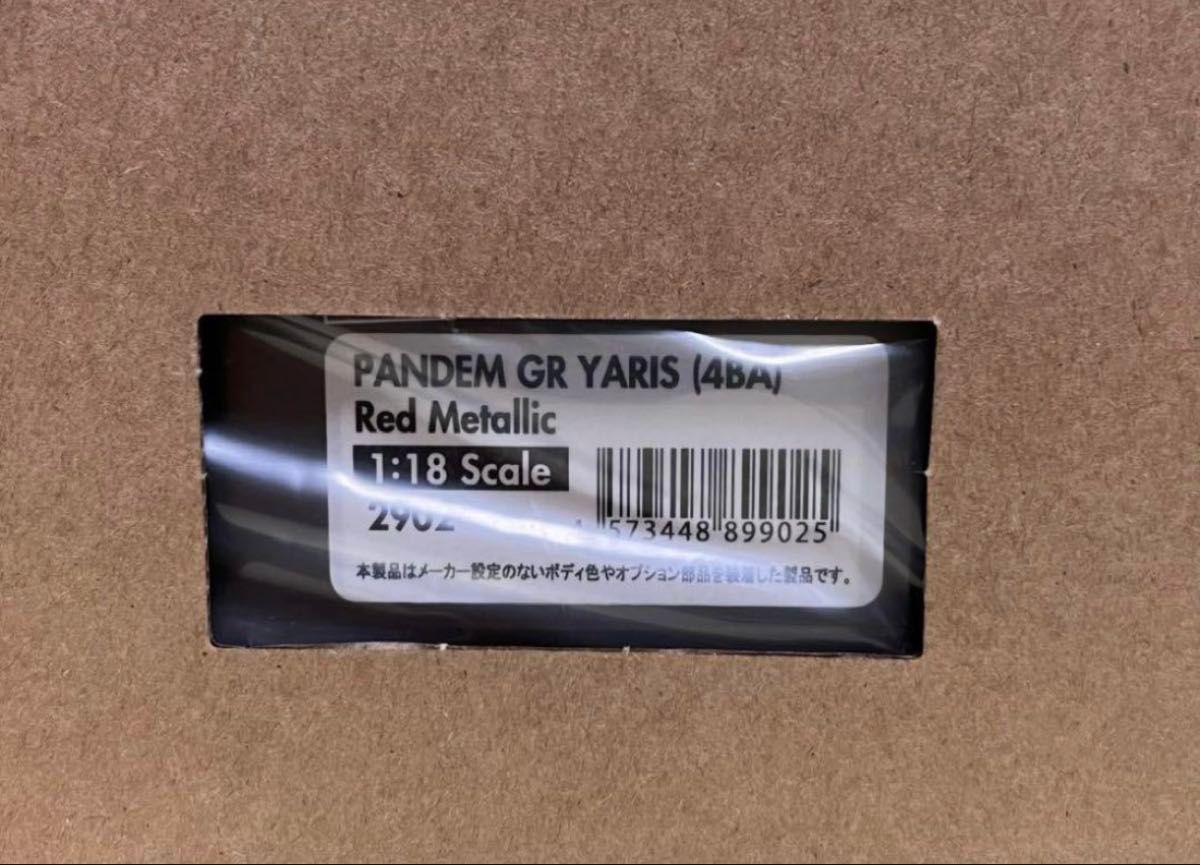 PANDEM GR YARIS (4BA)
Red Metallic
1:18 Scale
2902
4 573448 899025
本製品はメーカー設定のないボディ色やオプション部品を装着した製品です。